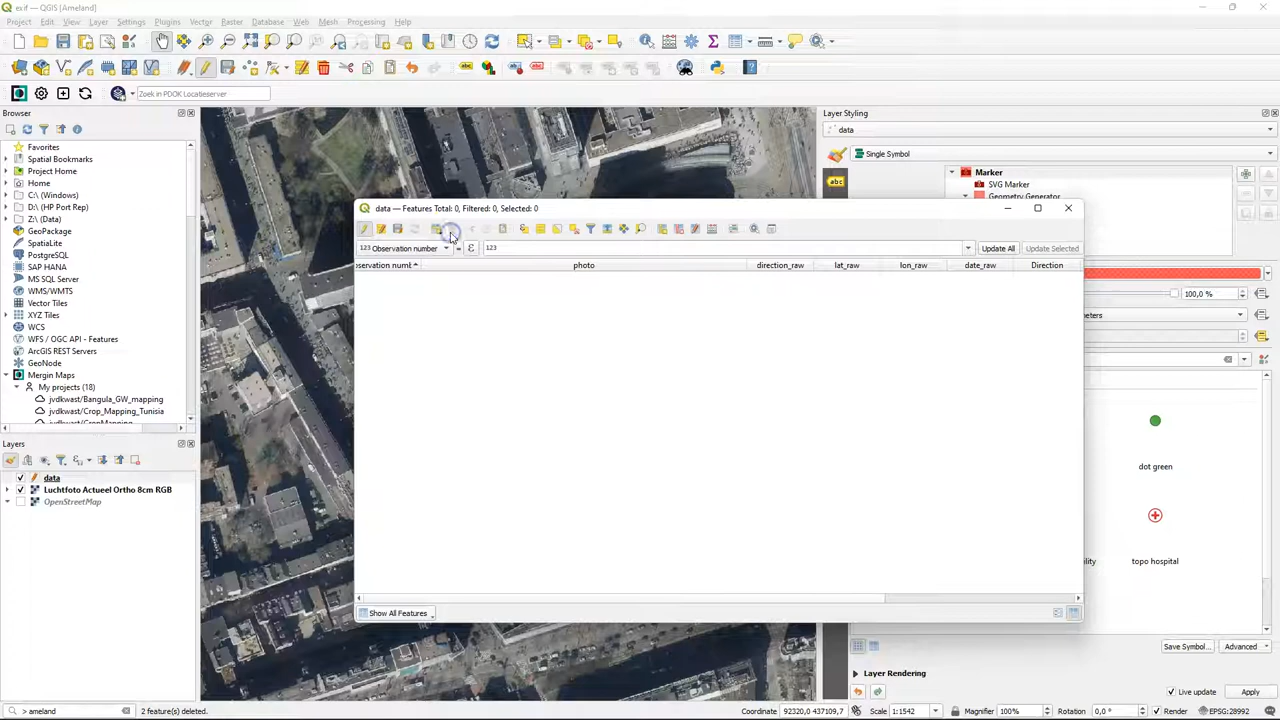 exif — QGIS [Ameland]
Project Edit View Layer Settings Plugins Vector Raster Database Web Mesh Processing Help
Zoek in PDOK Locatieserver
Browser
Favorites
Spatial Bookmarks
Project Home
Home
C:\ (Windows)
D:\ (HP Port Rep)
Z:\ (Data)
GeoPackage
SpatiaLite
PostgreSQL
SAP HANA
MS SQL Server
WMS/WMTS
Vector Tiles
XYZ Tiles
WCS
WFS / OGC API - Features
ArcGIS REST Servers
GeoNode
Mergin Maps
My projects (18)
jvdkwast/Bangula_GW_mapping
jvdkwast/Crop_Mapping_Tunisia
jvdkwast/CropMapping
Layers
data
Luchtfoto Actueel Ortho 8cm RGB
OpenStreetMap
data — Features Total: 0, Filtered: 0, Selected: 0
123 Observation number = ε 123 Update All Update Selected
observation numb photo direction_raw lat_raw lon_raw date_raw Direction
Show All Features
Layer Styling
data
Single Symbol
Marker
SVG Marker
Geometry Generator
100,0 %
meters
dot green
topo hospital
Save Symbol... Advanced
Layer Rendering
Live update Apply
> ameland 2 feature(s) deleted. Coordinate 92320,0 437109,7 Scale 1:1542 Magnifier 100% Rotation 0,0 ° Render EPSG:28992